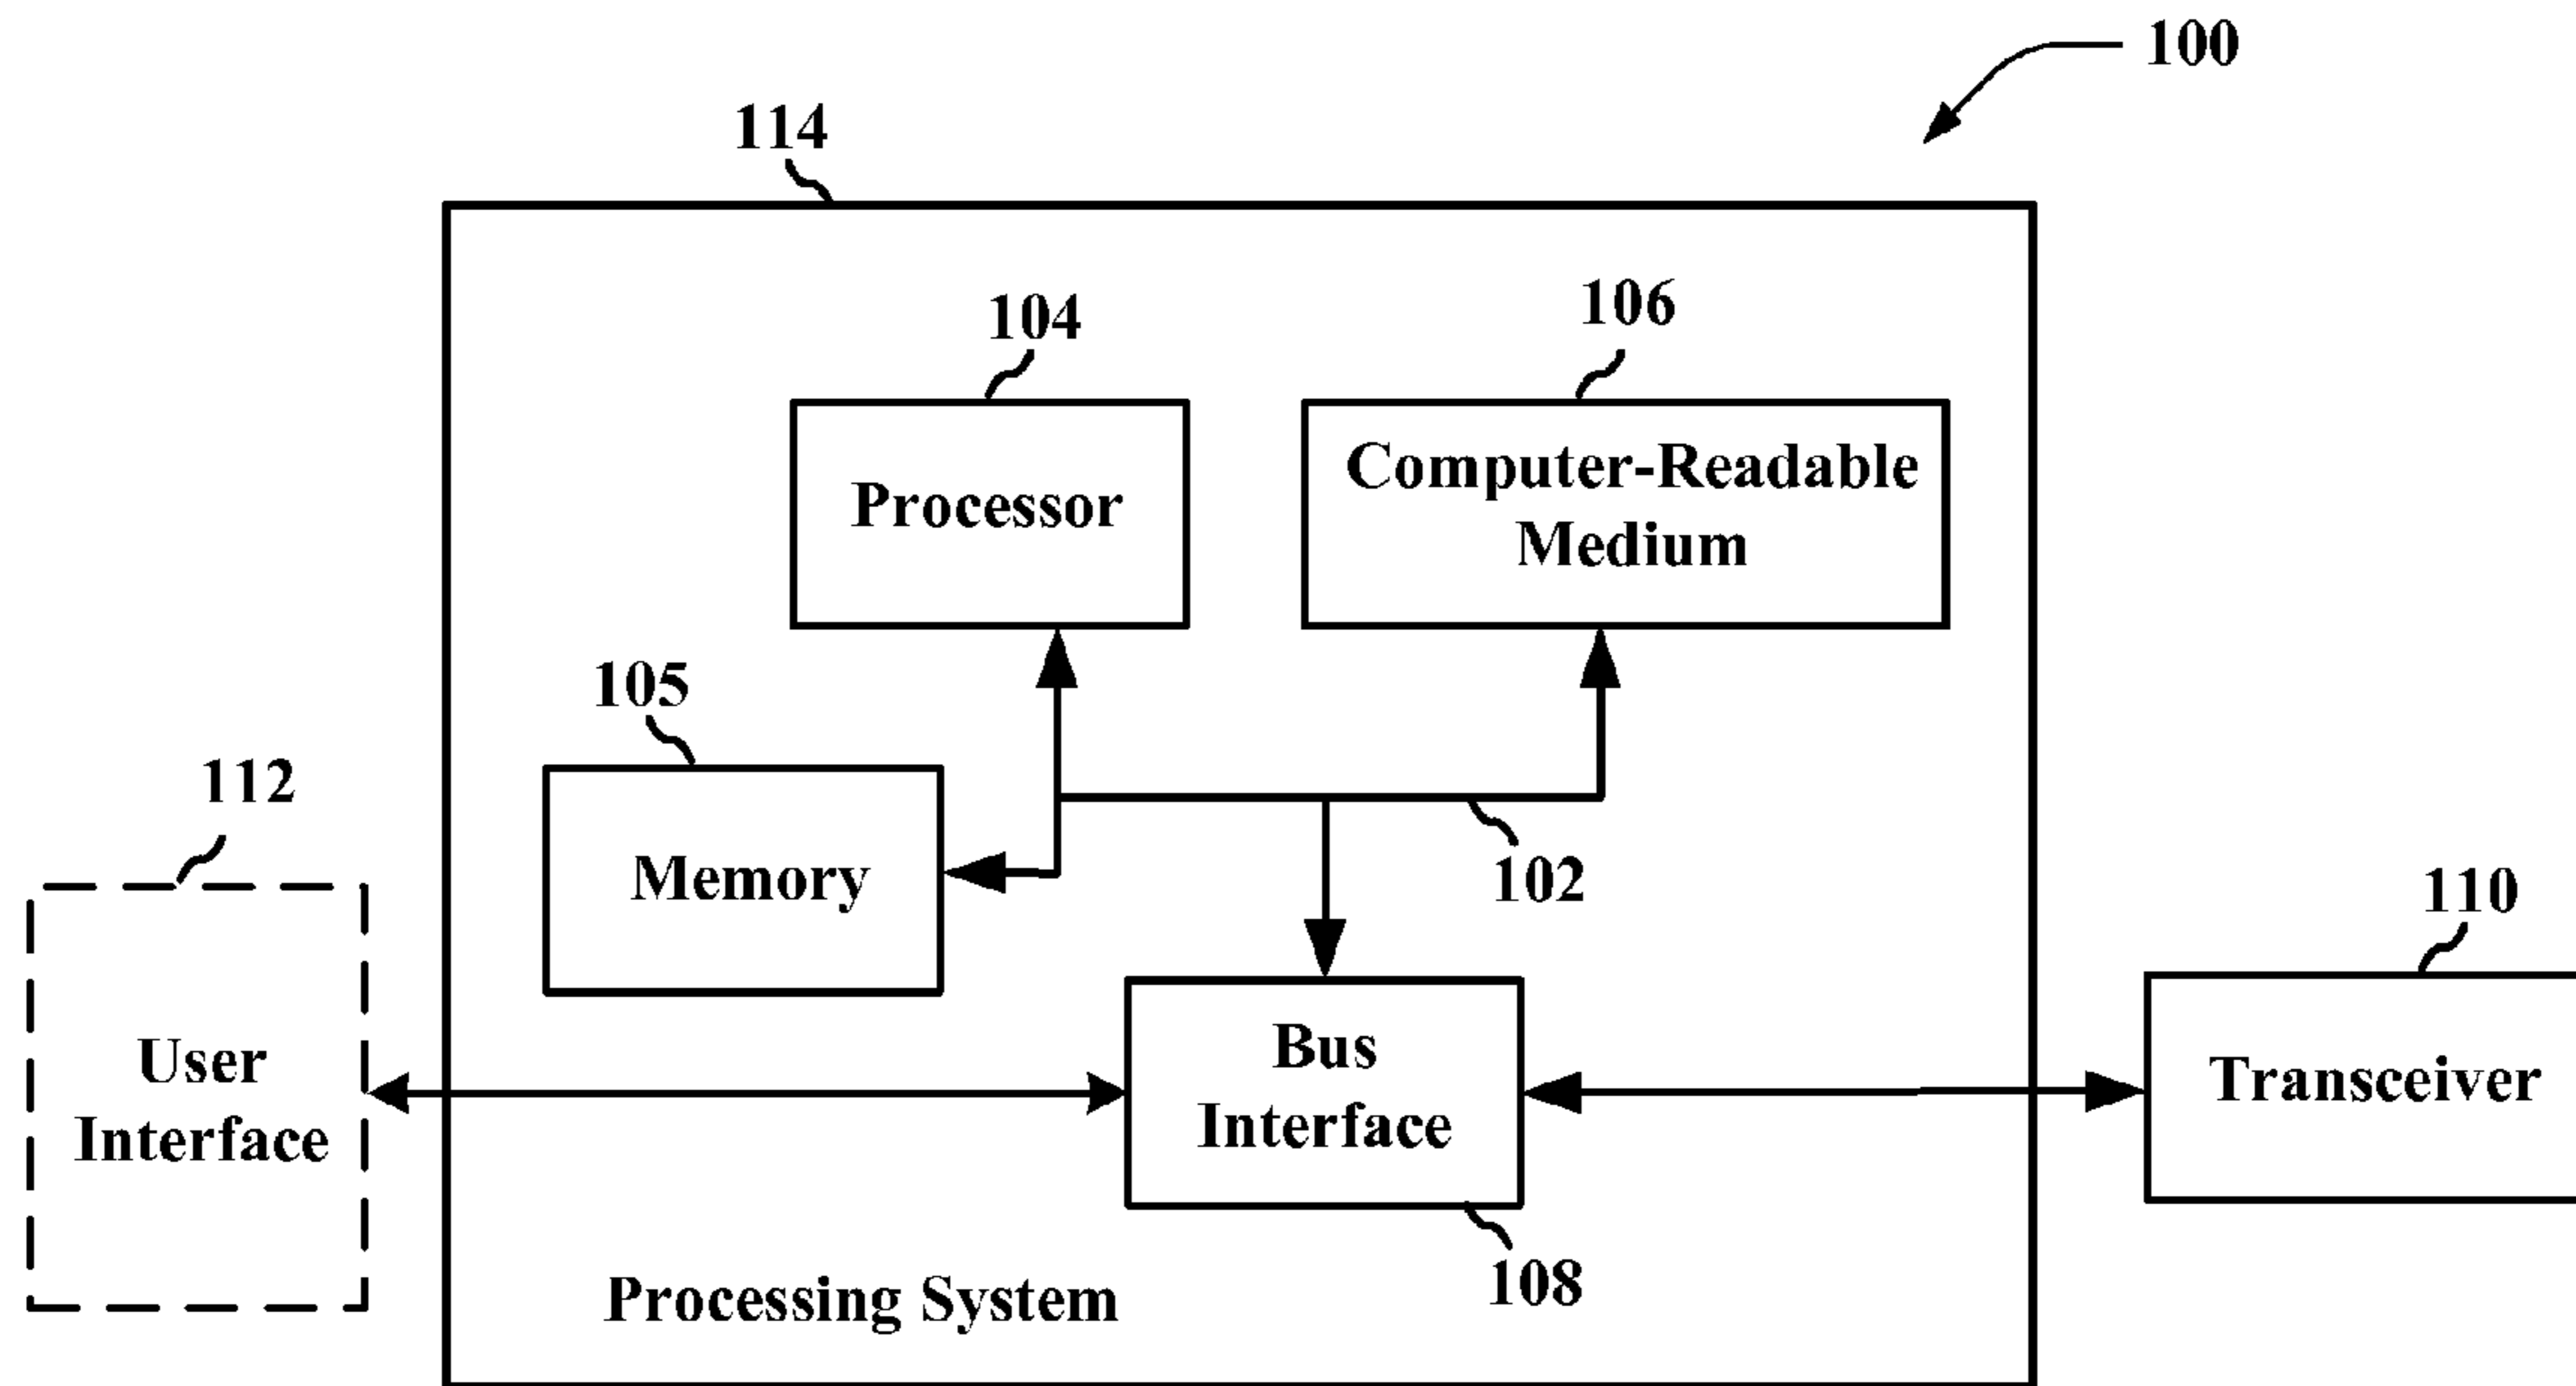 100
114
104
106
Processor
Computer-Readable
Medium
105
112
Memory
102
110
User
Interface
Bus
Interface
Transceiver
108
Processing System